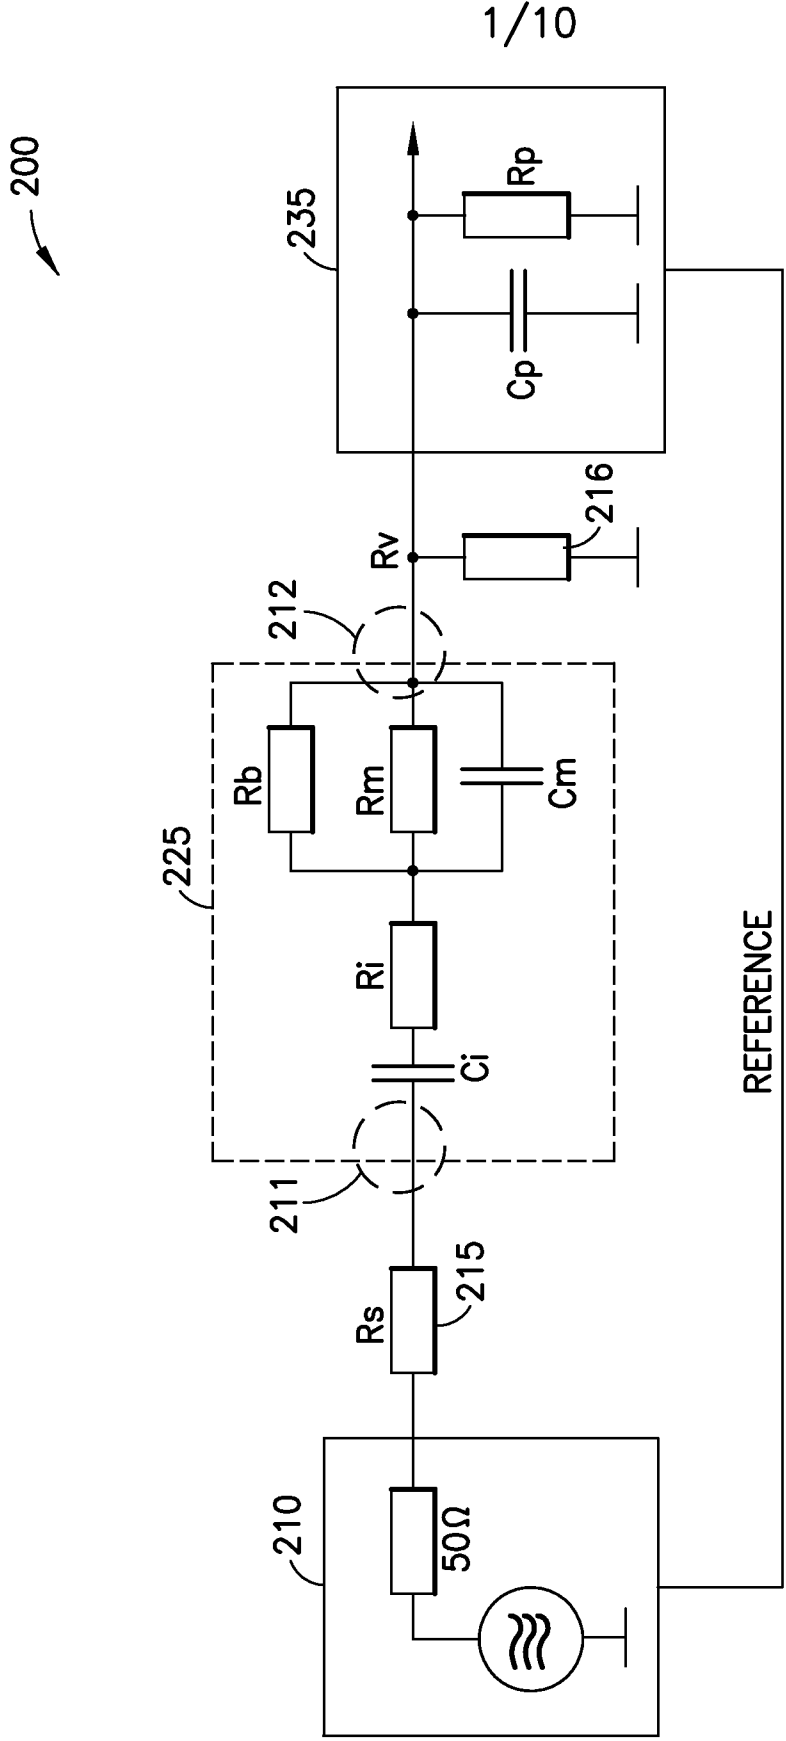 1/10
200
210
50Ω
Rs
215
211
225
Ci
Ri
Rb
Rm
Cm
212
Rv
216
235
Cp
Rp
REFERENCE